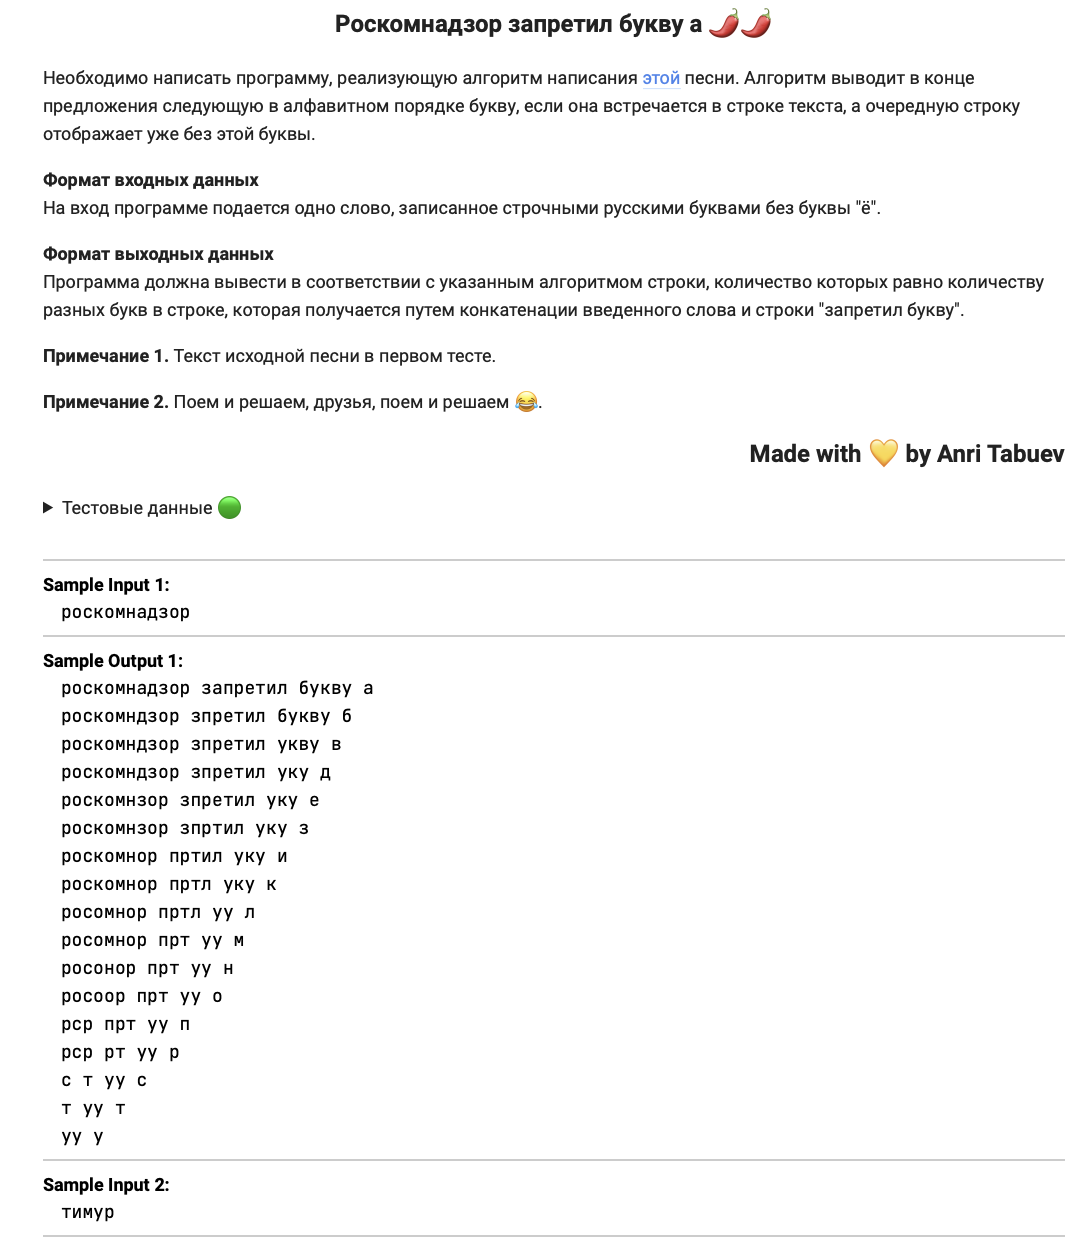 Роскомнадзор запретил букву а 🌶️🌶️
Необходимо написать программу, реализующую алгоритм написания этой песни. Алгоритм выводит в конце
предложения следующую в алфавитном порядке букву, если она встречается в строке текста, а очередную строку
отображает уже без этой буквы.
Формат входных данных
На вход программе подается одно слово, записанное строчными русскими буквами без буквы "ё".
Формат выходных данных
Программа должна вывести в соответствии с указанным алгоритмом строки, количество которых равно количеству
разных букв в строке, которая получается путем конкатенации введенного слова и строки "запретил букву".
Примечание 1. Текст исходной песни в первом тесте.
Примечание 2. Поем и решаем, друзья, поем и решаем 😂.
Made with 💛 by Anri Tabuev
Тестовые данные 🟢
Sample Input 1:
роскомнадзор
Sample Output 1:
роскомнадзор запретил букву а
роскомндзор зпретил букву б
роскомндзор зпретил укву в
роскомндзор зпретил уку д
роскомнзор зпретил уку е
роскомнзор зпртил уку з
роскомнор пртил уку и
роскомнор пртл уку к
росомнор пртл уу л
росомнор прт уу м
росонор прт уу н
росоор прт уу о
рср прт уу п
рср рт уу р
с т уу с
т уу т
уу у
Sample Input 2:
тимур